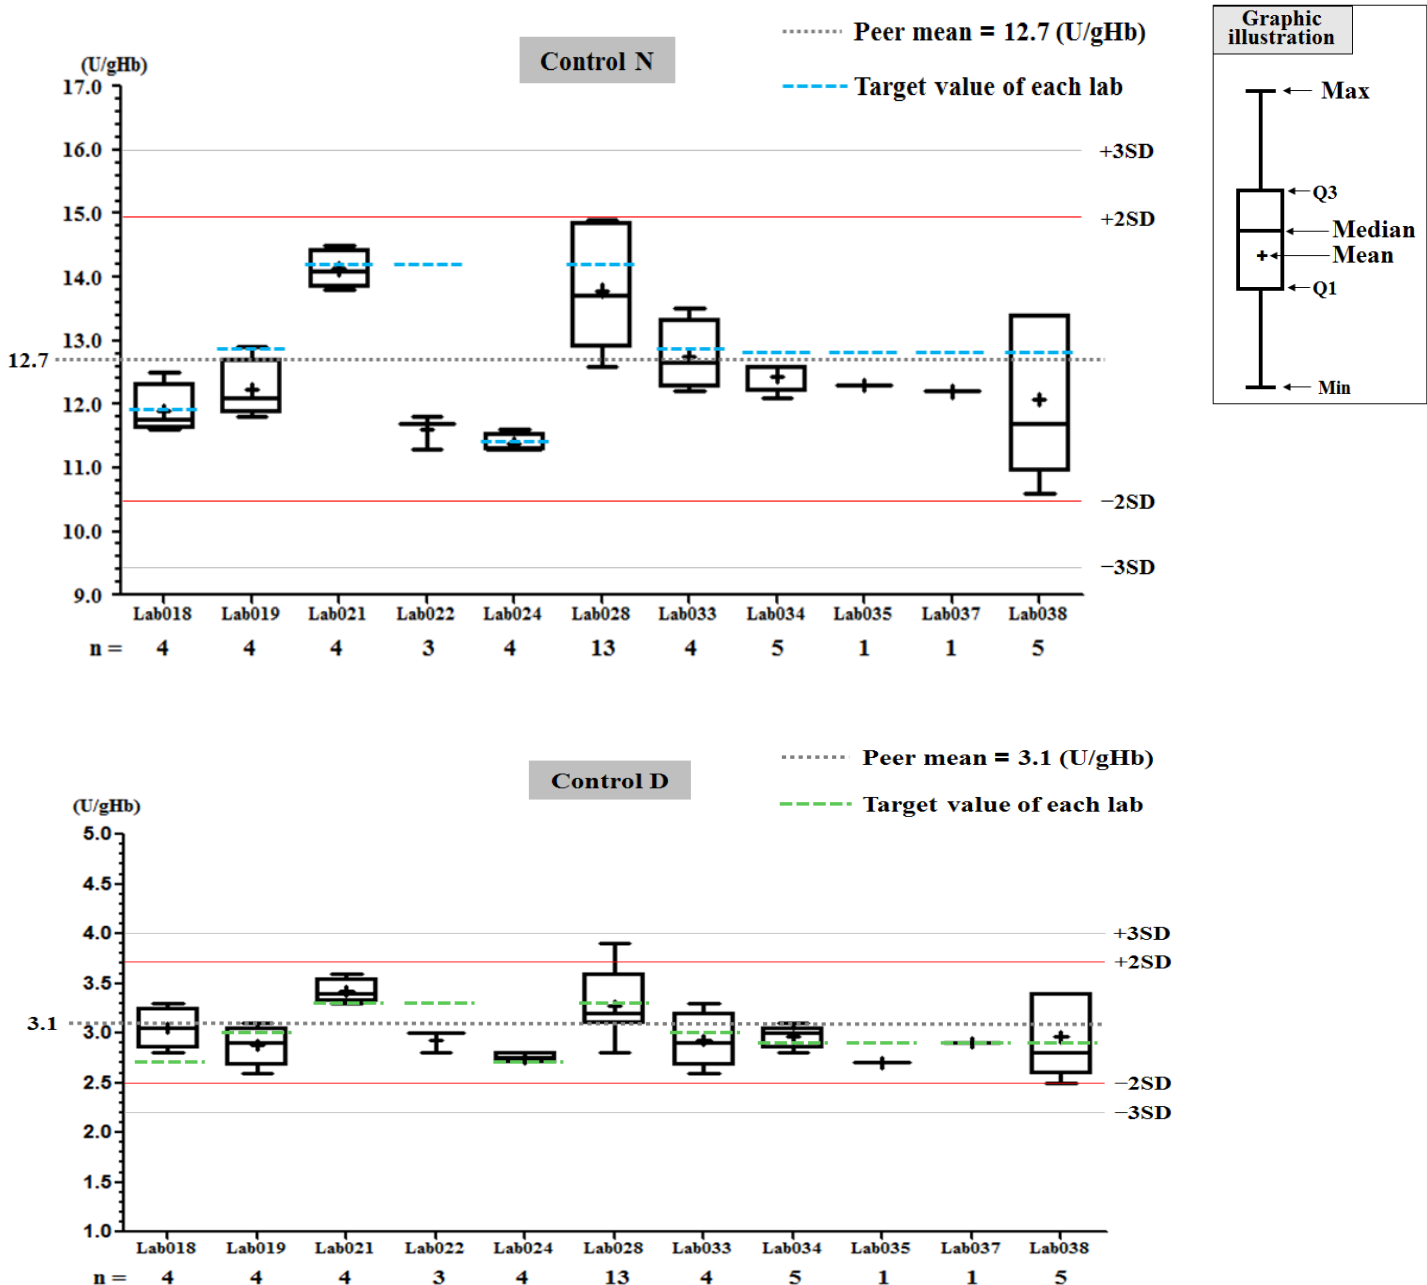 Control N
Peer mean = 12.7 (U/gHb)
Target value of each lab
(U/gHb)
17.0
16.0
15.0
14.0
13.0
12.7
12.0
11.0
10.0
9.0
+3SD
+2SD
−2SD
−3SD
Lab018 Lab019 Lab021 Lab022 Lab024 Lab028 Lab033 Lab034 Lab035 Lab037 Lab038
n = 4 4 4 3 4 13 4 5 1 1 5
Graphic
illustration
Max
Q3
Median
Mean
Q1
Min
Control D
Peer mean = 3.1 (U/gHb)
Target value of each lab
(U/gHb)
5.0
4.5
4.0
3.5
3.1
3.0
2.5
2.0
1.5
1.0
+3SD
+2SD
−2SD
−3SD
Lab018 Lab019 Lab021 Lab022 Lab024 Lab028 Lab033 Lab034 Lab035 Lab037 Lab038
n = 4 4 4 3 4 13 4 5 1 1 5